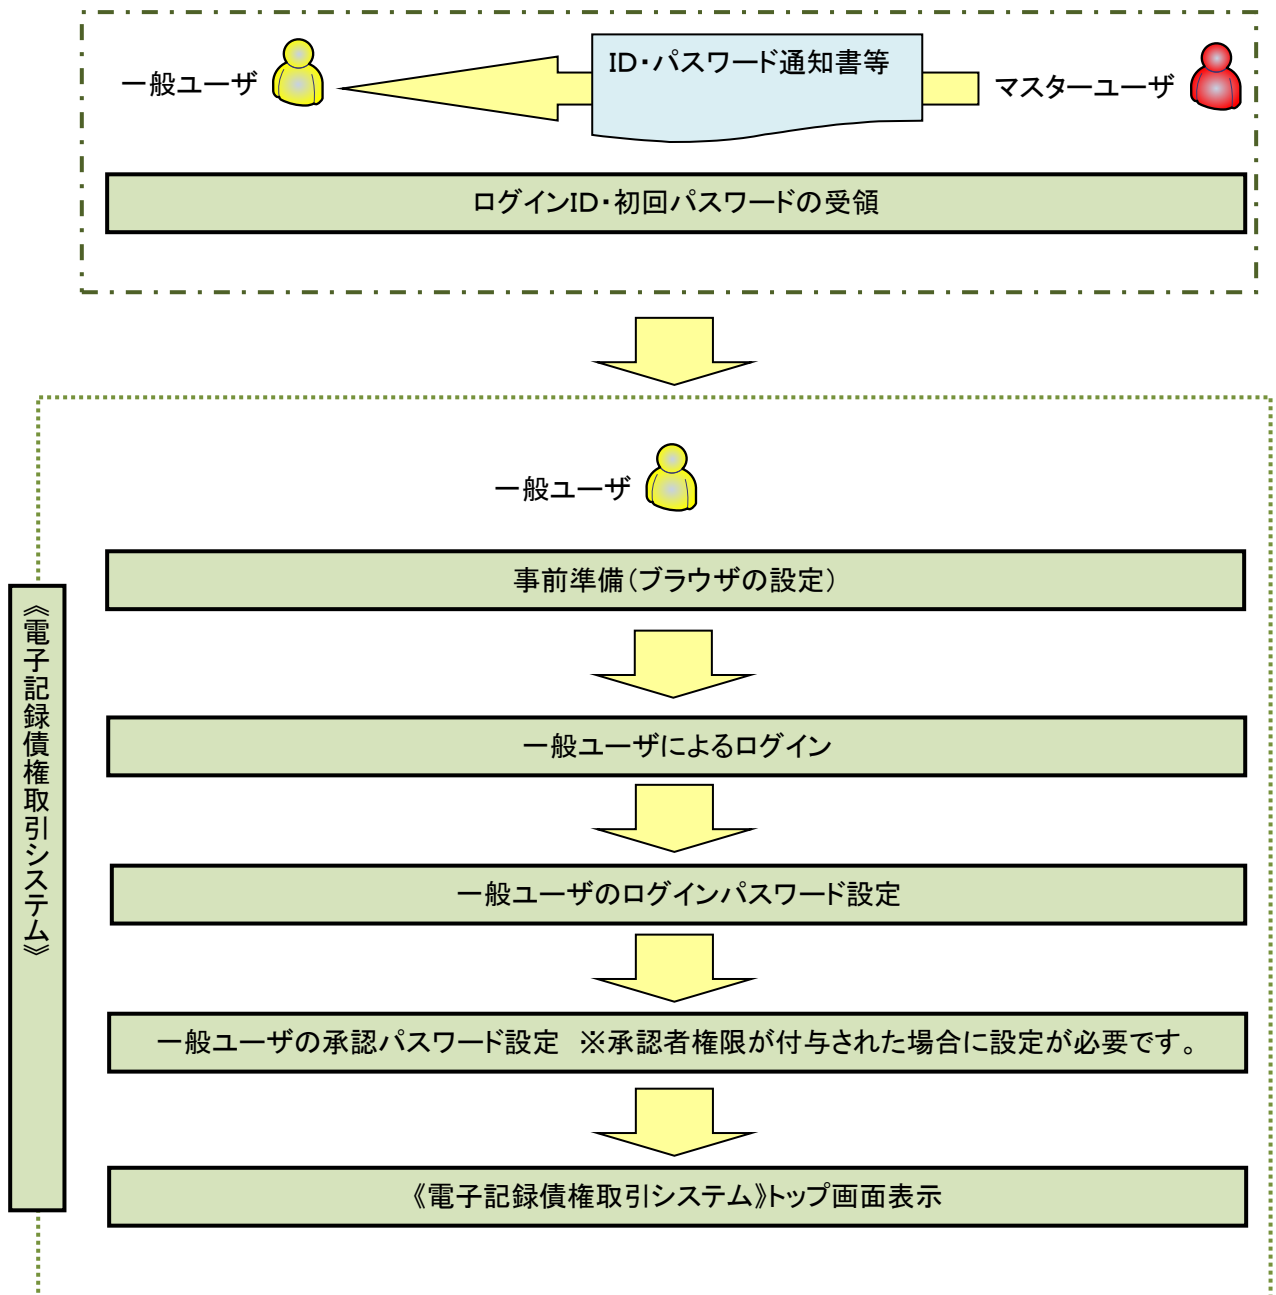 一般ユーザ
ID・パスワード通知書等
マスターユーザ
ログインID・初回パスワードの受領
一般ユーザ
事前準備（ブラウザの設定）
《電子記録債権取引システム》
一般ユーザによるログイン
一般ユーザのログインパスワード設定
一般ユーザの承認パスワード設定　※承認者権限が付与された場合に設定が必要です。
《電子記録債権取引システム》トップ画面表示